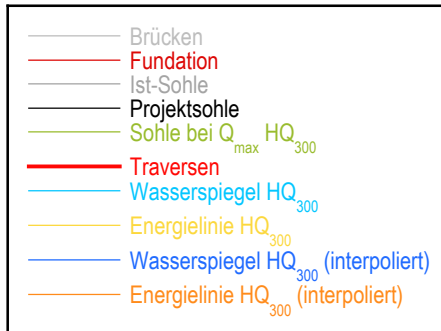 Brücken
Fundation
Ist-Sohle
Projektsohle
Sohle bei Qmax HQ300
Traversen
Wasserspiegel HQ300
Energielinie HQ300
Wasserspiegel HQ300 (interpoliert)
Energielinie HQ300 (interpoliert)